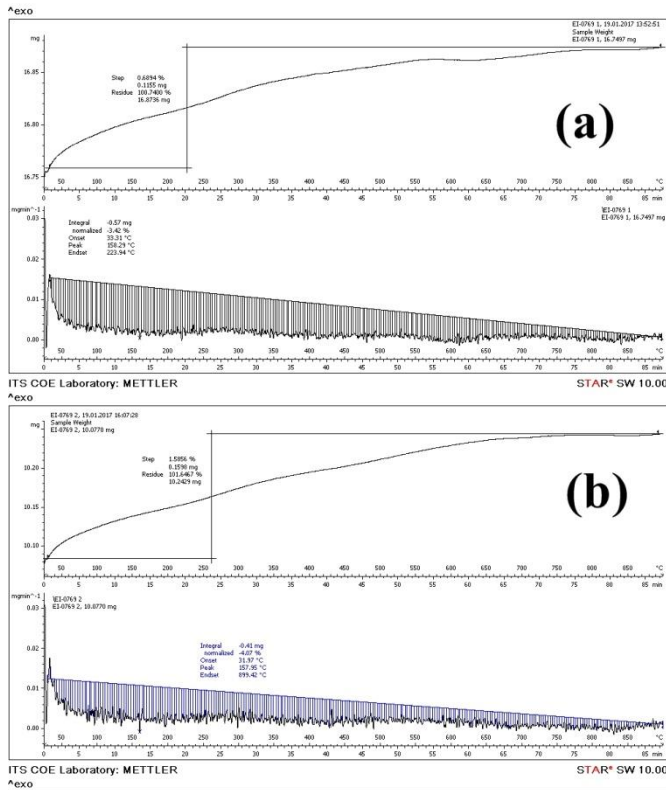 ^exo
EI-0769 1, 19.01.2017 13:52:51
Sample Weight
EI-0769 1, 16.7497 mg
mg
Step 0.6894 %
0.1155 mg
Residue 100.7400 %
16.8736 mg
16.85
16.80
16.75
(a)
50 100 150 200 250 300 350 400 450 500 550 600 650 700 750 800 850 °C
0 5 10 15 20 25 30 35 40 45 50 55 60 65 70 75 80 85 min
mgmin^-1
\EI-0769 1
EI-0769 1, 16.7497 mg
Integral -0.57 mg
normalized -3.42 %
Onset 33.31 °C
Peak 158.29 °C
Endset 223.94 °C
0.03
0.02
0.01
0.00
50 100 150 200 250 300 350 400 450 500 550 600 650 700 750 800 850 °C
0 5 10 15 20 25 30 35 40 45 50 55 60 65 70 75 80 85 min
ITS COE Laboratory: METTLER STAR* SW 10.00
^exo
EI-0769 2, 19.01.2017 16:07:28
Sample Weight
EI-0769 2, 10.0770 mg
mg
Step 1.5856 %
0.1598 mg
Residue 101.6467 %
10.2429 mg
10.20
10.15
10.10
(b)
50 100 150 200 250 300 350 400 450 500 550 600 650 700 750 800 850 °C
0 5 10 15 20 25 30 35 40 45 50 55 60 65 70 75 80 85 min
mgmin^-1
\EI-0769 2
EI-0769 2, 10.0770 mg
Integral -0.41 mg
normalized -4.07 %
Onset 31.97 °C
Peak 157.95 °C
Endset 899.42 °C
0.03
0.02
0.01
0.00
50 100 150 200 250 300 350 400 450 500 550 600 650 700 750 800 850 °C
0 5 10 15 20 25 30 35 40 45 50 55 60 65 70 75 80 85 min
ITS COE Laboratory: METTLER STAR* SW 10.00
^exo